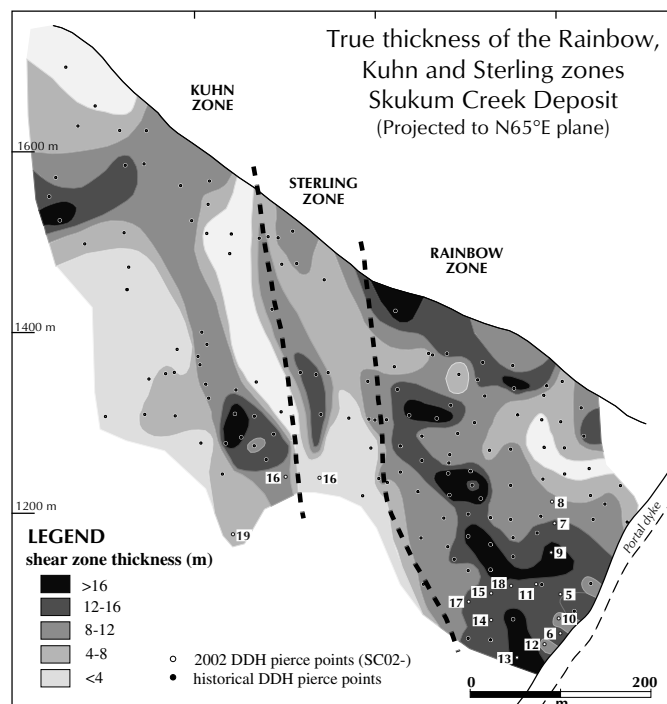 True thickness of the Rainbow,
Kuhn and Sterling zones
Skukum Creek Deposit
(Projected to N65°E plane)
KUHN
ZONE
STERLING
ZONE
RAINBOW
ZONE
1600 m
1400 m
1200 m
16
16
19
8
7
9
18
15
11
5
17
14
10
6
12
13
Portal dyke
LEGEND
shear zone thickness (m)
>16
12-16
8-12
4-8
<4
2002 DDH pierce points (SC02-)
historical DDH pierce points
0 200
m